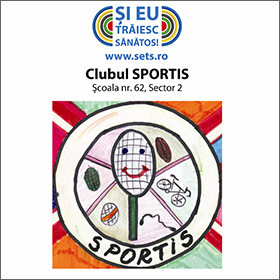 ȘI EU
TRĂIESC
SĂNĂTOS!
www.sets.ro
Clubul SPORTIS
Școala nr. 62, Sector 2
SPORTIS